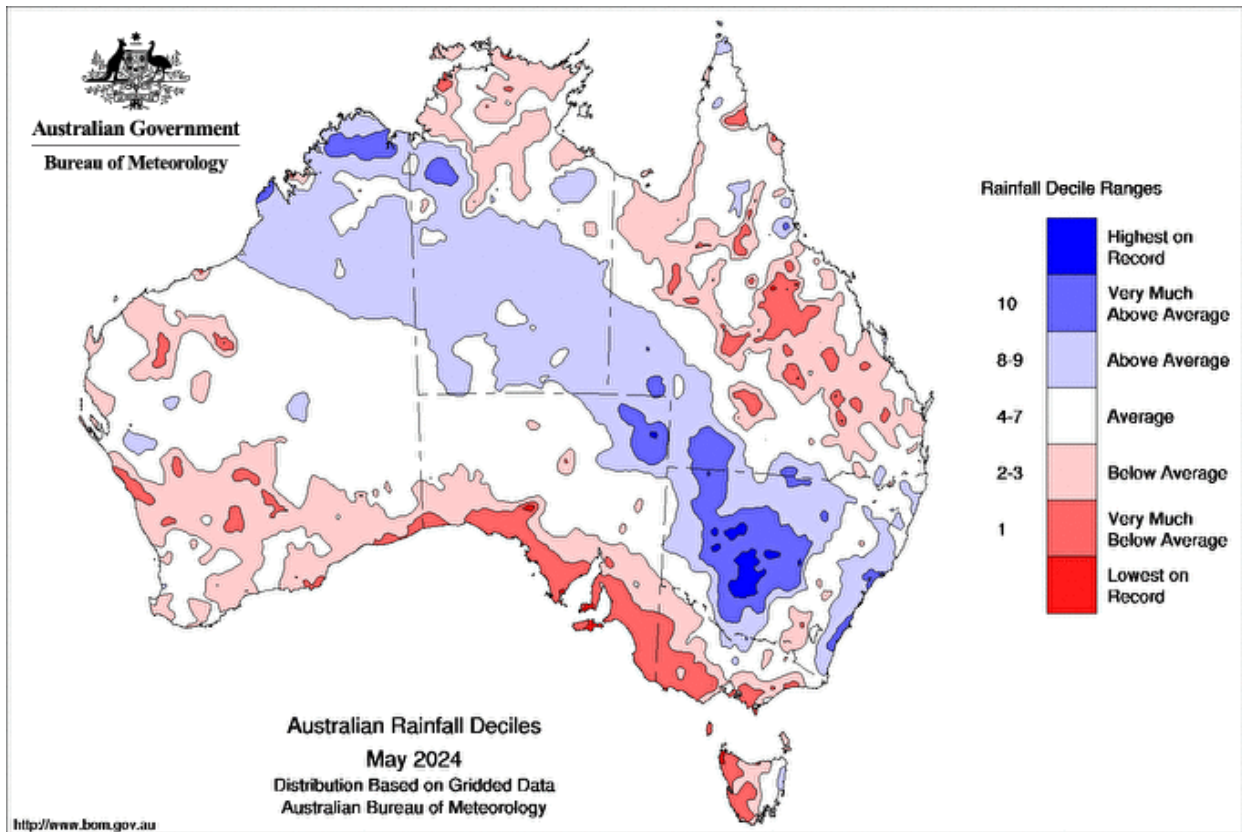 Australian Government
Bureau of Meteorology
Rainfall Decile Ranges
Highest on
Record
10
Very Much
Above Average
8-9
Above Average
4-7
Average
2-3
Below Average
1
Very Much
Below Average
Lowest on
Record
Australian Rainfall Deciles
May 2024
Distribution Based on Gridded Data
Australian Bureau of Meteorology
http://www.bom.gov.au